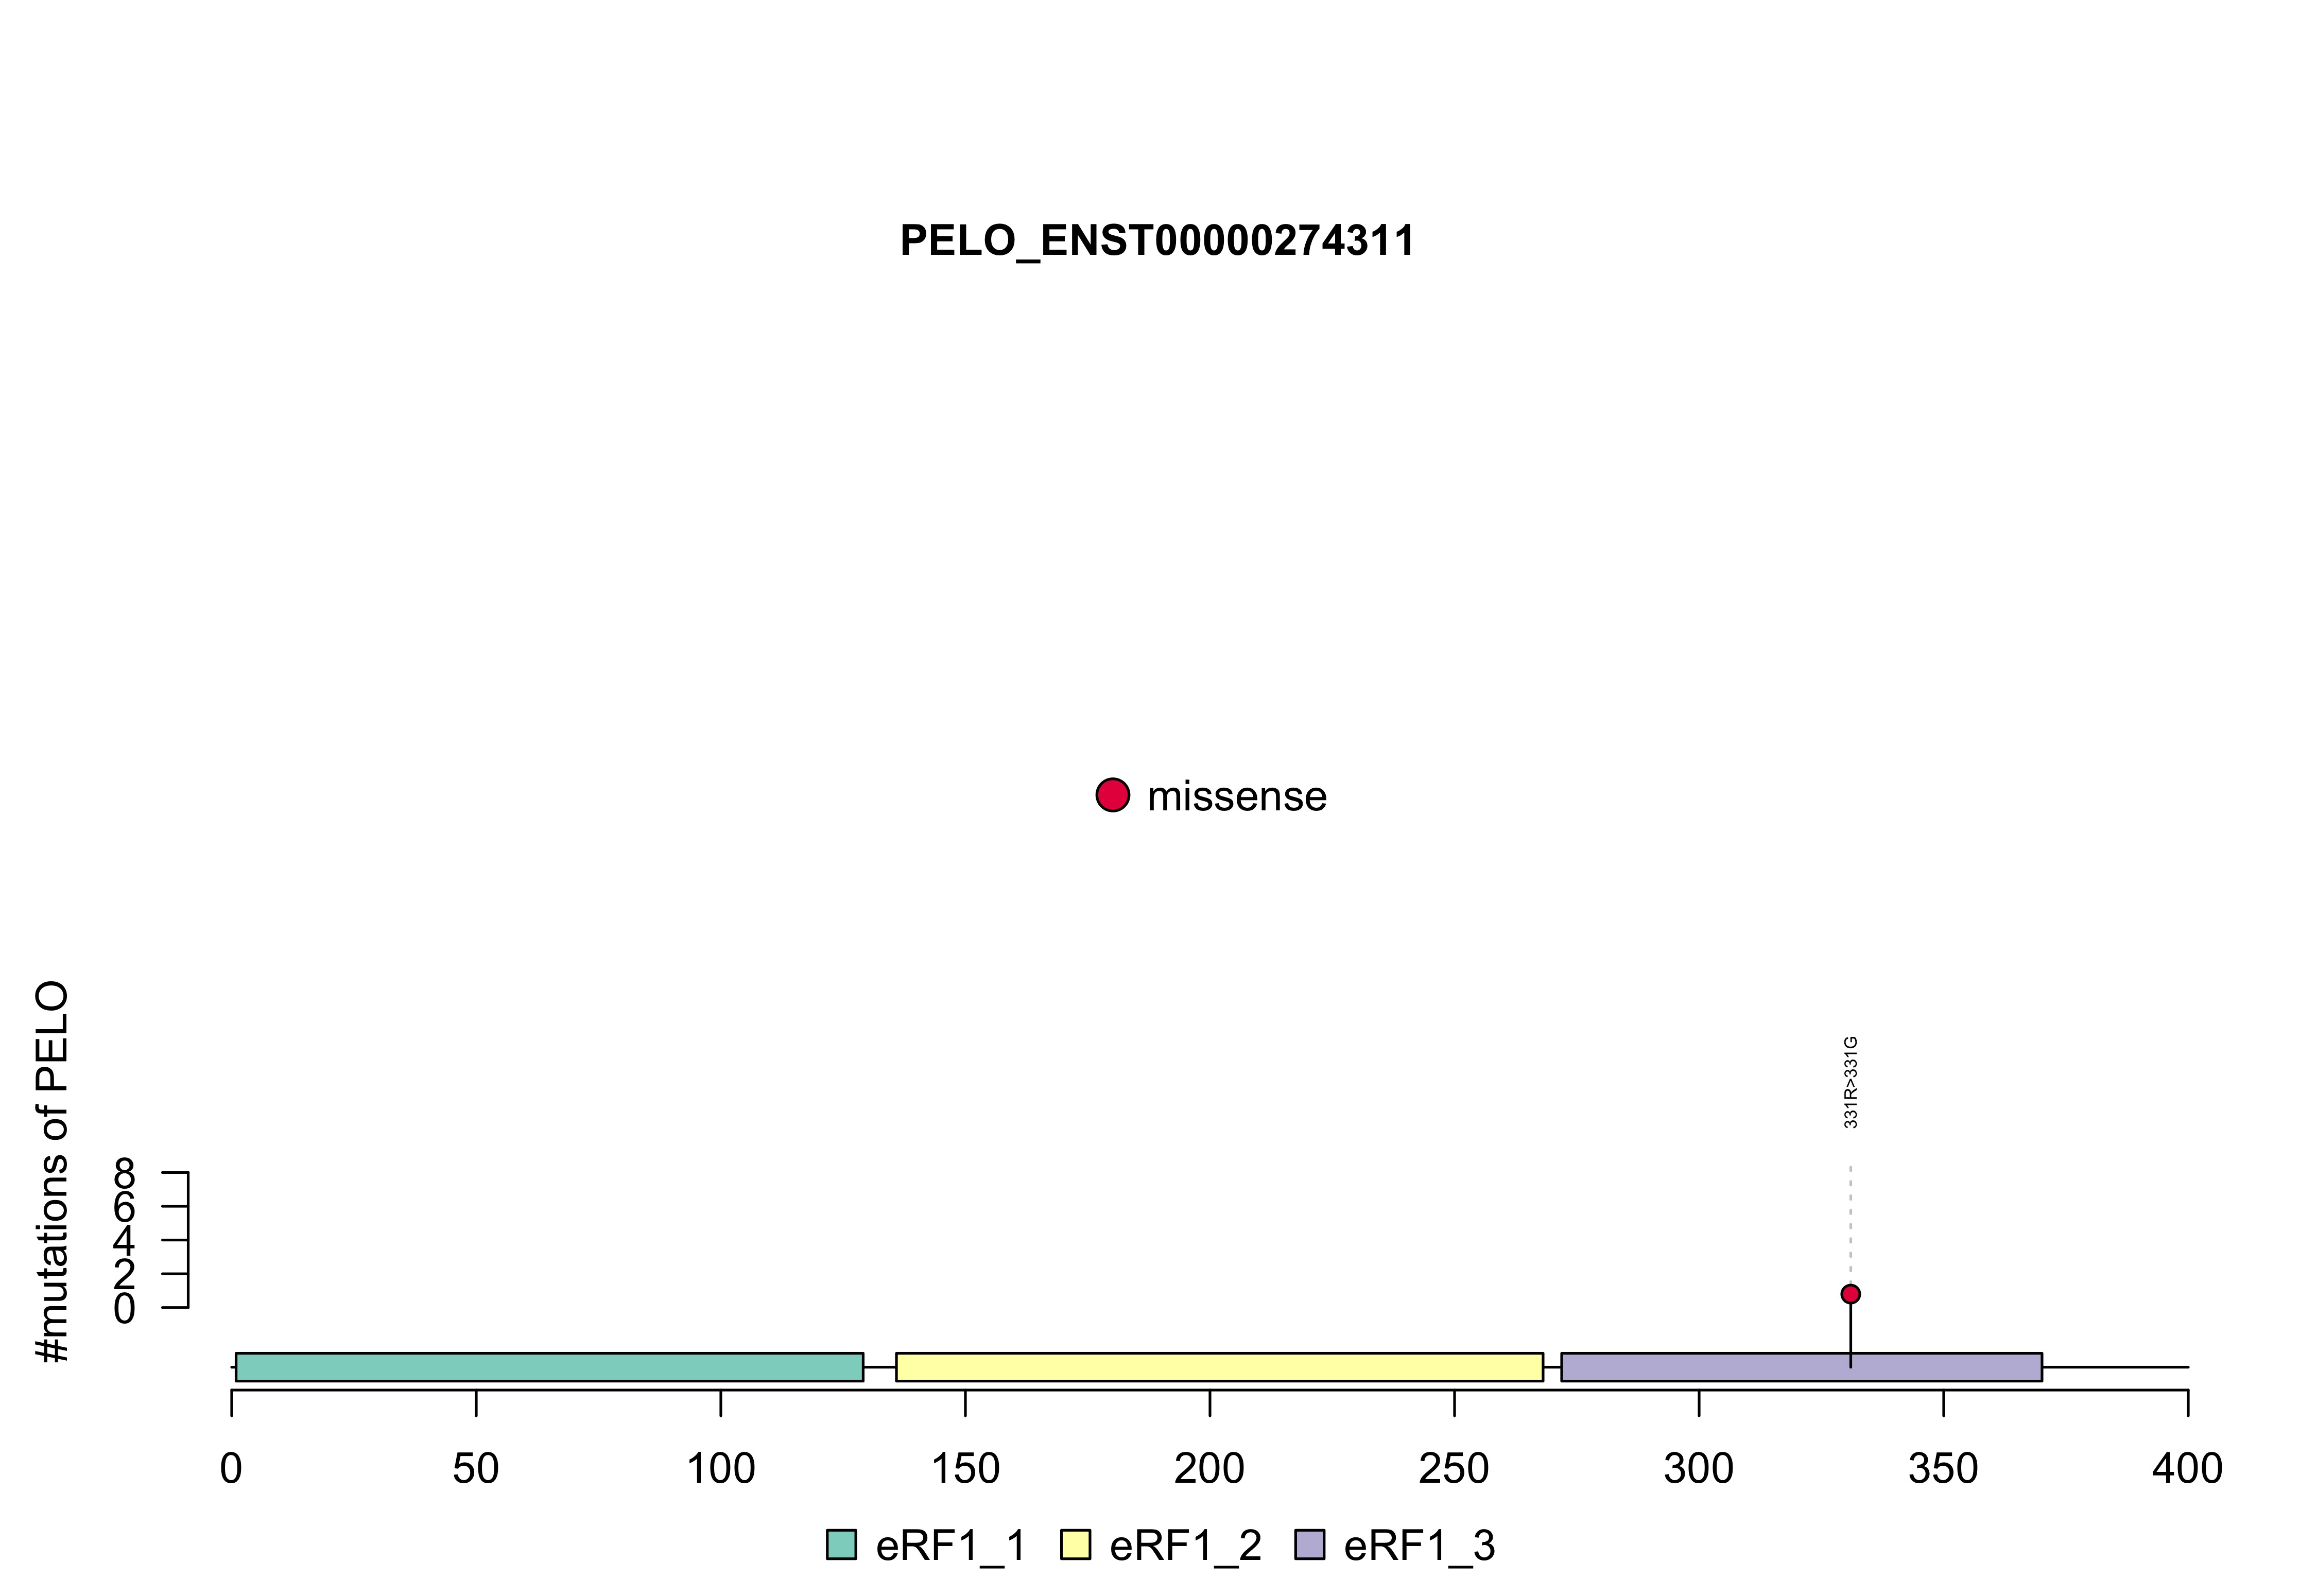 PELO_ENST00000274311
missense
#mutations of PELO
331R>331G
8
6
4
2
0
0 50 100 150 200 250 300 350 400
eRF1_1 eRF1_2 eRF1_3